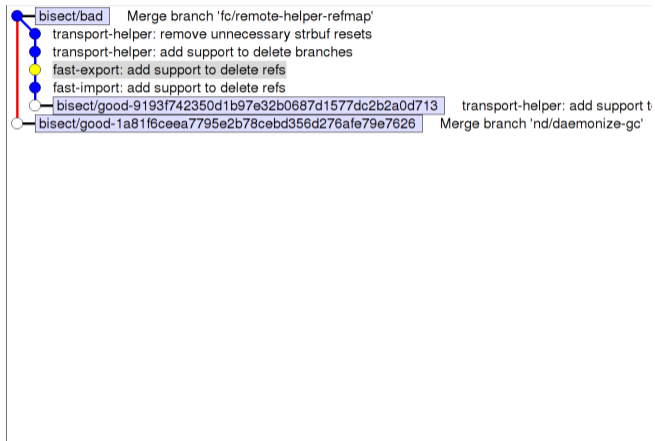 bisect/bad Merge branch 'fc/remote-helper-refmap'
transport-helper: remove unnecessary strbuf resets
transport-helper: add support to delete branches
fast-export: add support to delete refs
fast-import: add support to delete refs
bisect/good-9193f742350d1b97e32b0687d1577dc2b2a0d713 transport-helper: add support t
bisect/good-1a81f6ceea7795e2b78cebd356d276afe79e7626 Merge branch 'nd/daemonize-gc'